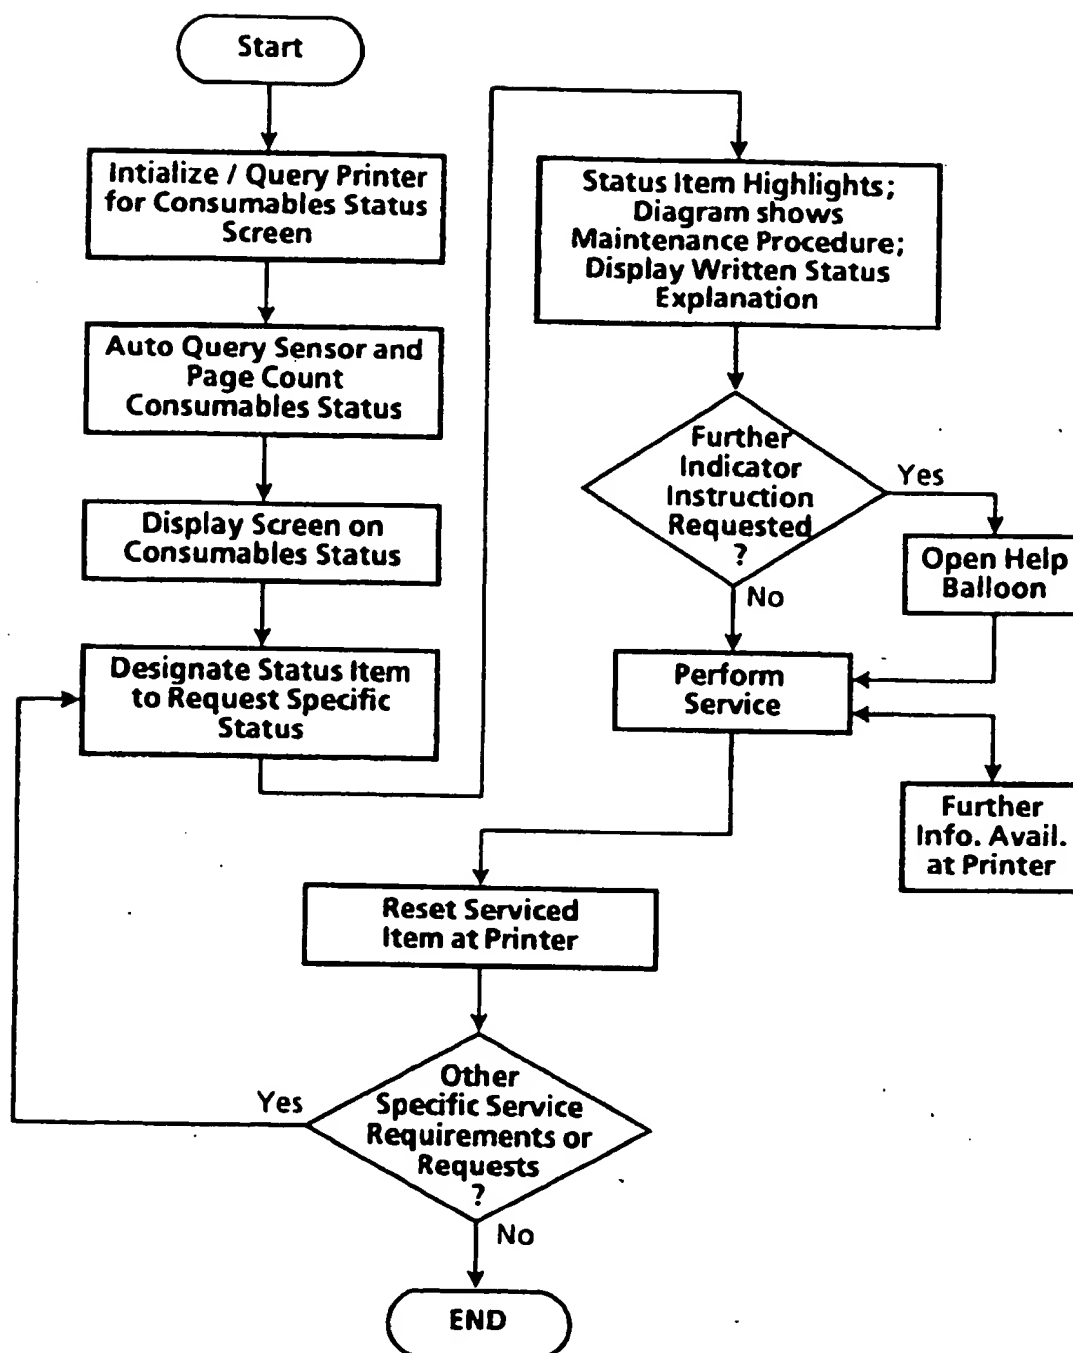 Start
Intialize / Query Printer
for Consumables Status
Screen
Auto Query Sensor and
Page Count
Consumables Status
Display Screen on
Consumables Status
Designate Status Item
to Request Specific
Status
Status Item Highlights;
Diagram shows
Maintenance Procedure;
Display Written Status
Explanation
Further
Indicator
Instruction
Requested
?
Yes
No
Open Help
Balloon
Perform
Service
Further
Info. Avail.
at Printer
Reset Serviced
Item at Printer
Other
Specific Service
Requirements or
Requests
?
Yes
No
END